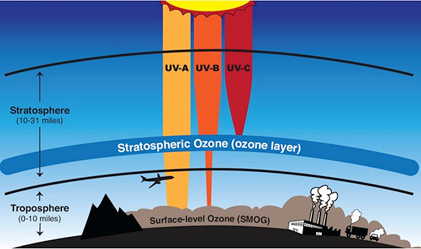 UV-A UV-B UV-C
Stratosphere
(10-31 miles)
Stratospheric Ozone (ozone layer)
Troposphere
(0-10 miles)
Surface-level Ozone (SMOG)